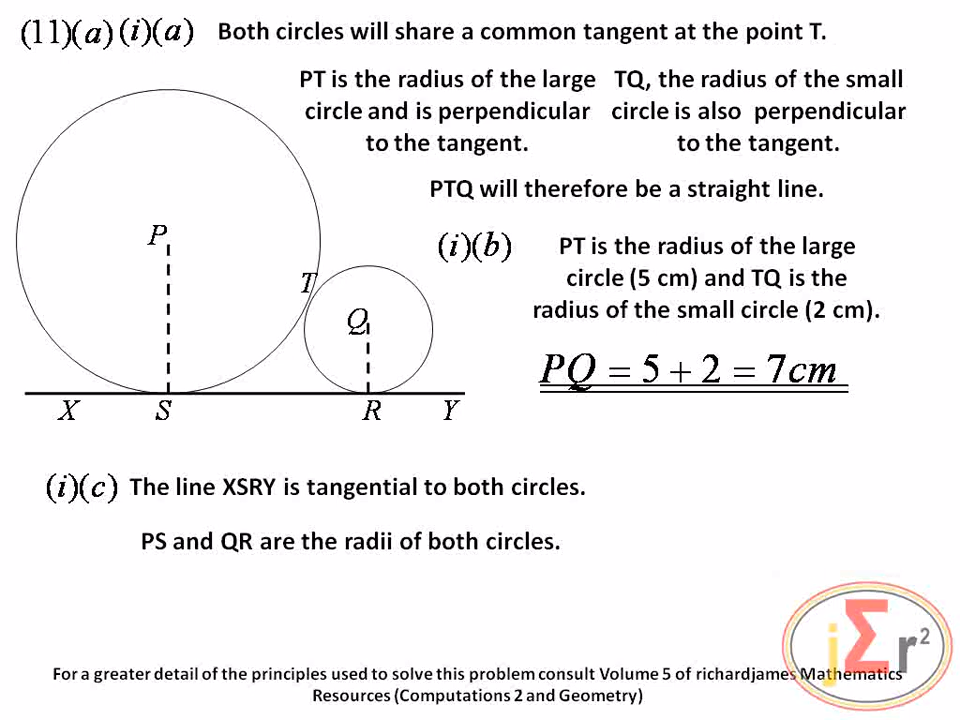 (11)(a)(i)(a) Both circles will share a common tangent at the point T.
PT is the radius of the large
circle and is perpendicular
to the tangent.
TQ, the radius of the small
circle is also perpendicular
to the tangent.
PTQ will therefore be a straight line.
P
T
Q
X S R Y
(i)(b) PT is the radius of the large
circle (5 cm) and TQ is the
radius of the small circle (2 cm).
PQ = 5 + 2 = 7cm
(i)(c) The line XSRY is tangential to both circles.
PS and QR are the radii of both circles.
jΣr²
For a greater detail of the principles used to solve this problem consult Volume 5 of richardjames Mathematics
Resources (Computations 2 and Geometry)